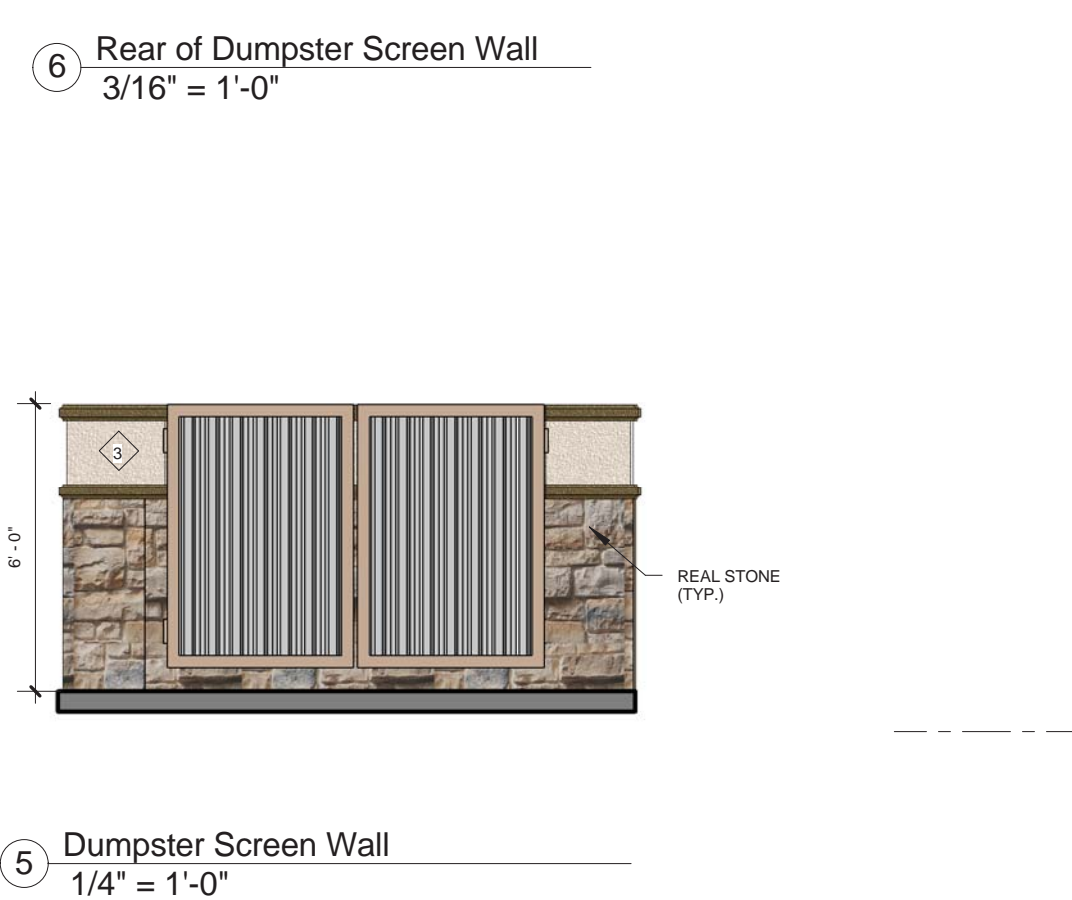 6 Rear of Dumpster Screen Wall
3/16" = 1'-0"
3
6' - 0"
REAL STONE
(TYP.)
5 Dumpster Screen Wall
1/4" = 1'-0"